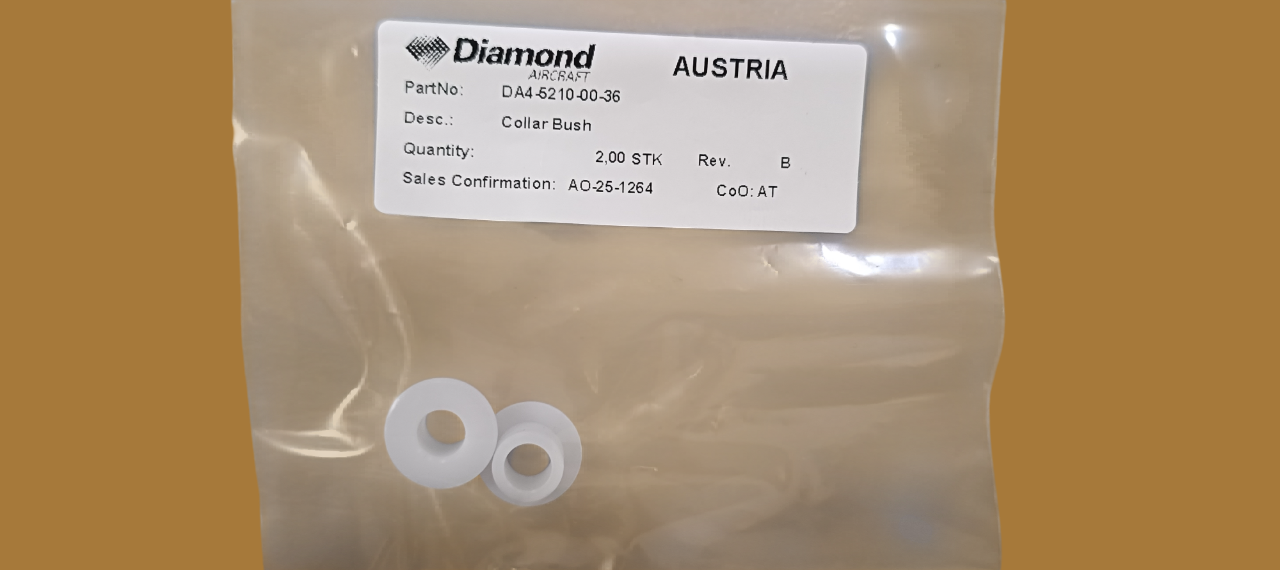 Diamond AUSTRIA
AIRCRAFT
PartNo: DA4-5210-00-36
Desc.: Collar Bush
Quantity: 2,00 STK Rev. B
Sales Confirmation: AO-25-1264 CoO: AT